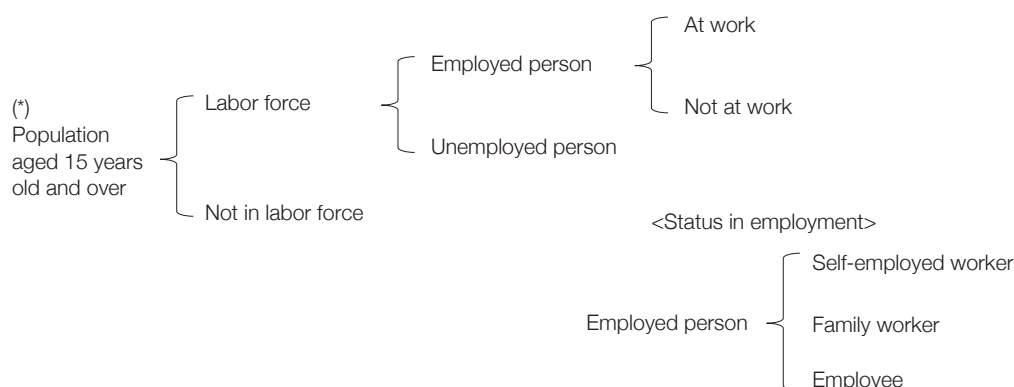 At work
Employed person
(*)
Labor force
Not at work
Population
aged 15 years
old and over
Unemployed person
Not in labor force
<Status in employment>
Self-employed worker
Employed person
Family worker
Employee